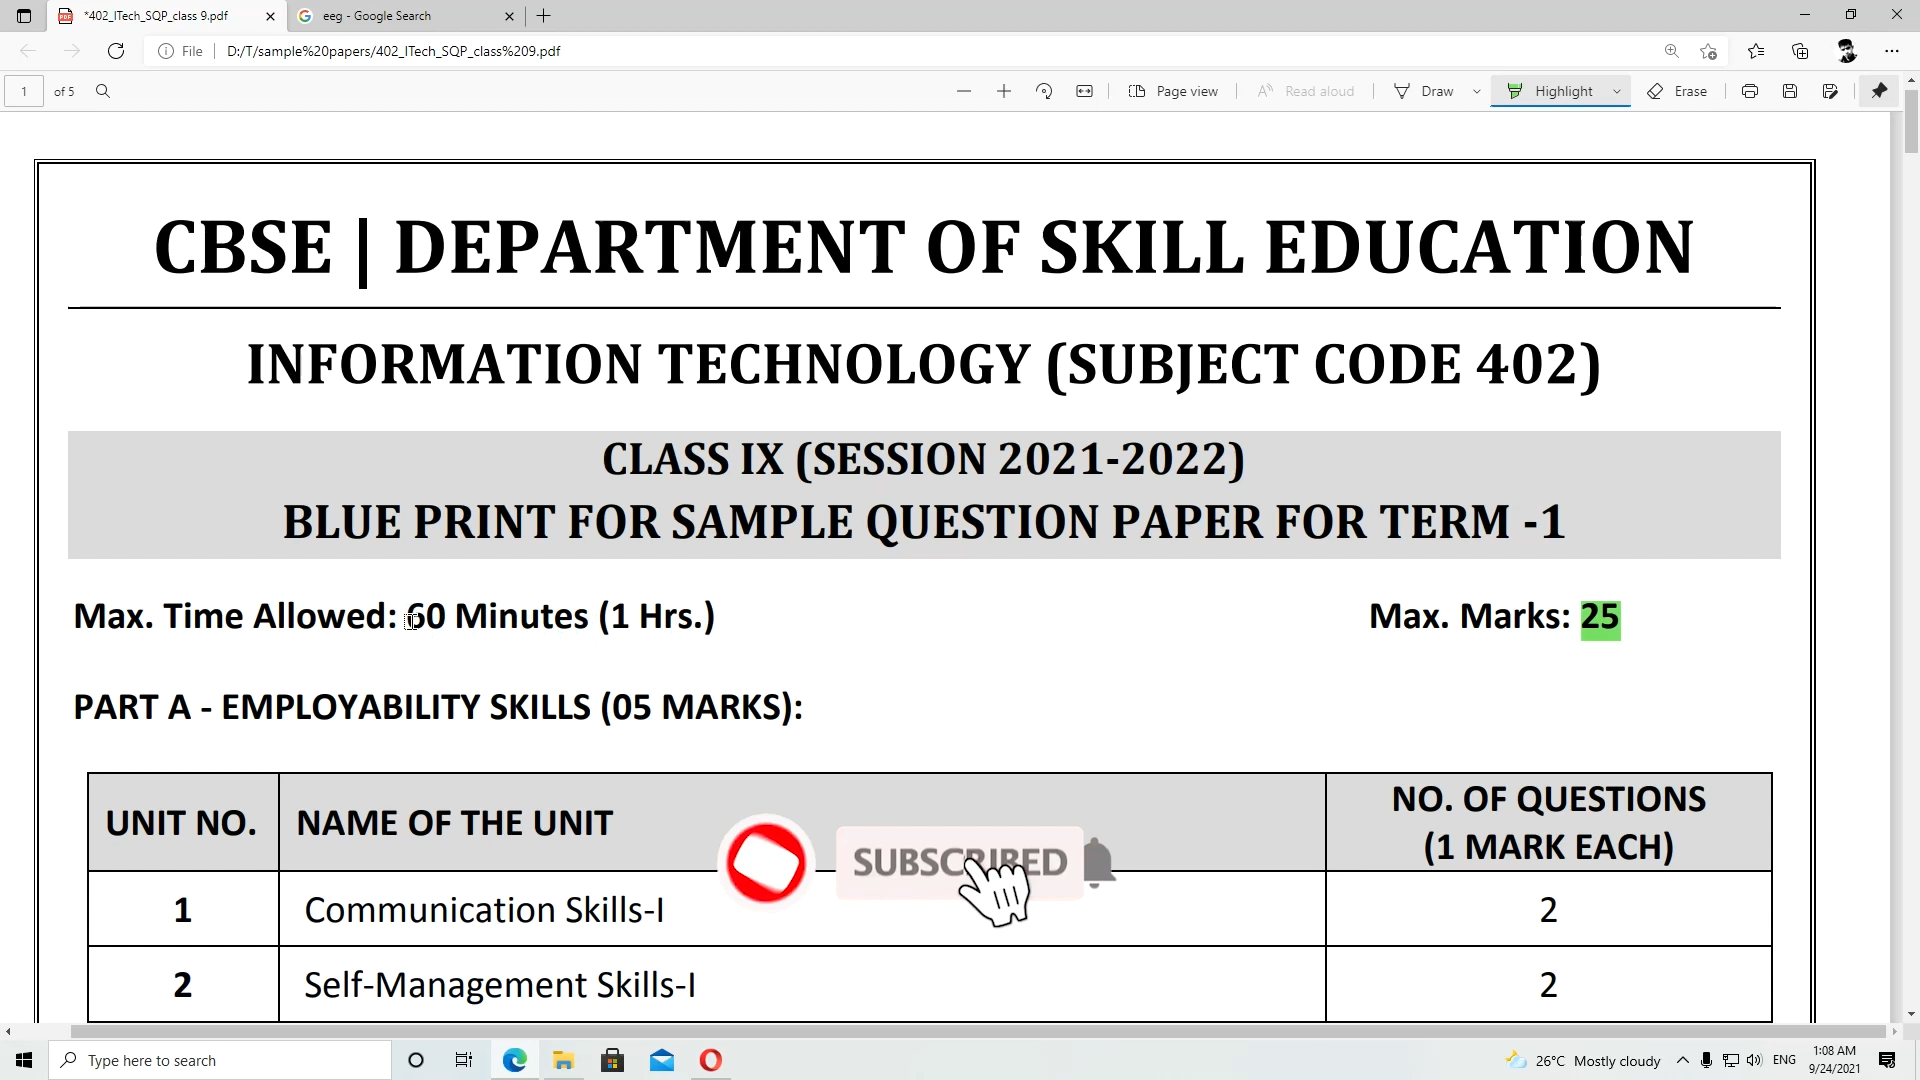 *402_ITech_SQP_class 9.pdf
eeg - Google Search
File
D:/T/sample%20papers/402_ITech_SQP_class%209.pdf
1 of 5
Page view
Read aloud
Draw
Highlight
Erase
CBSE | DEPARTMENT OF SKILL EDUCATION
INFORMATION TECHNOLOGY (SUBJECT CODE 402)
CLASS IX (SESSION 2021-2022)
BLUE PRINT FOR SAMPLE QUESTION PAPER FOR TERM -1
Max. Time Allowed: 60 Minutes (1 Hrs.) Max. Marks: 25
PART A - EMPLOYABILITY SKILLS (05 MARKS):
UNIT NO. NAME OF THE UNIT NO. OF QUESTIONS
(1 MARK EACH)
SUBSCRIBED
1 Communication Skills-I 2
2 Self-Management Skills-I 2
Type here to search
26°C Mostly cloudy
ENG
1:08 AM
9/24/2021